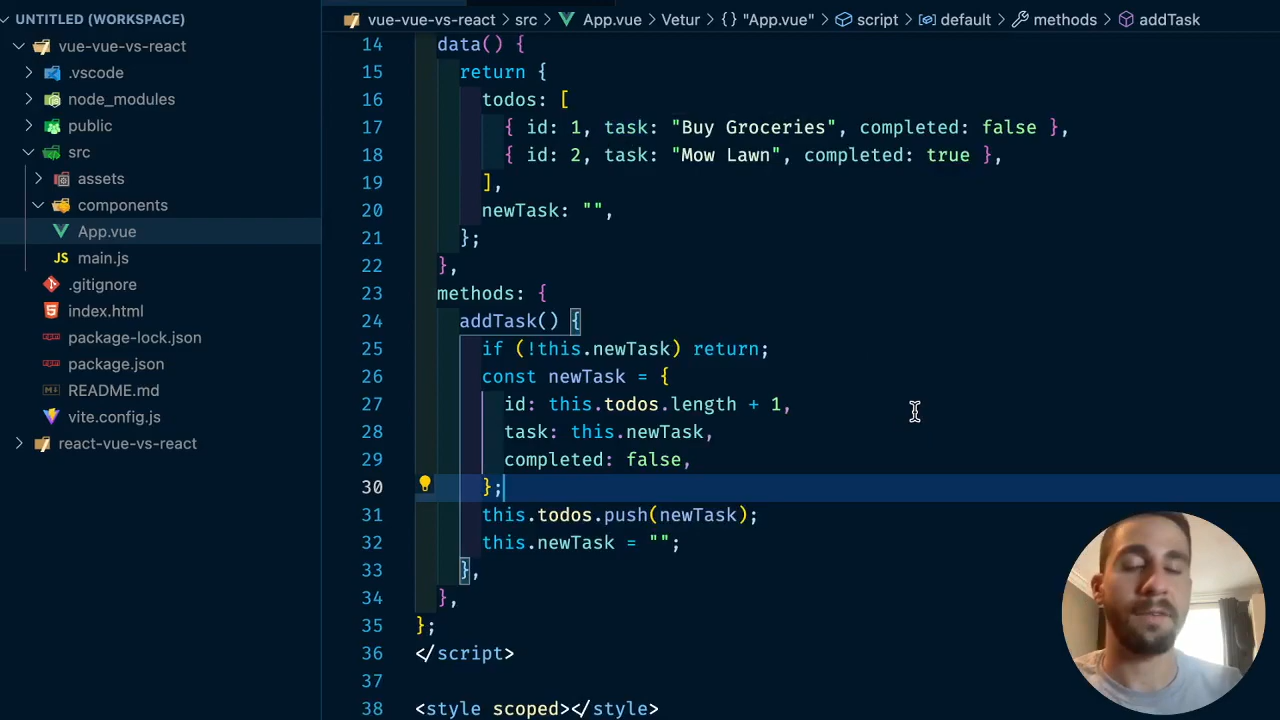 UNTITLED (WORKSPACE)
vue-vue-vs-react
.vscode
node_modules
public
src
assets
components
App.vue
JS main.js
.gitignore
index.html
package-lock.json
package.json
README.md
vite.config.js
react-vue-vs-react
vue-vue-vs-react > src > App.vue > Vetur > {} "App.vue" > script > default > methods > addTask
14 data() {
15 return {
16 todos: [
17 { id: 1, task: "Buy Groceries", completed: false },
18 { id: 2, task: "Mow Lawn", completed: true },
19 ],
20 newTask: "",
21 };
22 },
23 methods: {
24 addTask() {
25 if (!this.newTask) return;
26 const newTask = {
27 id: this.todos.length + 1,
28 task: this.newTask,
29 completed: false,
30 };
31 this.todos.push(newTask);
32 this.newTask = "";
33 },
34 },
35 };
36 </script>
37
38 <style scoped></style>